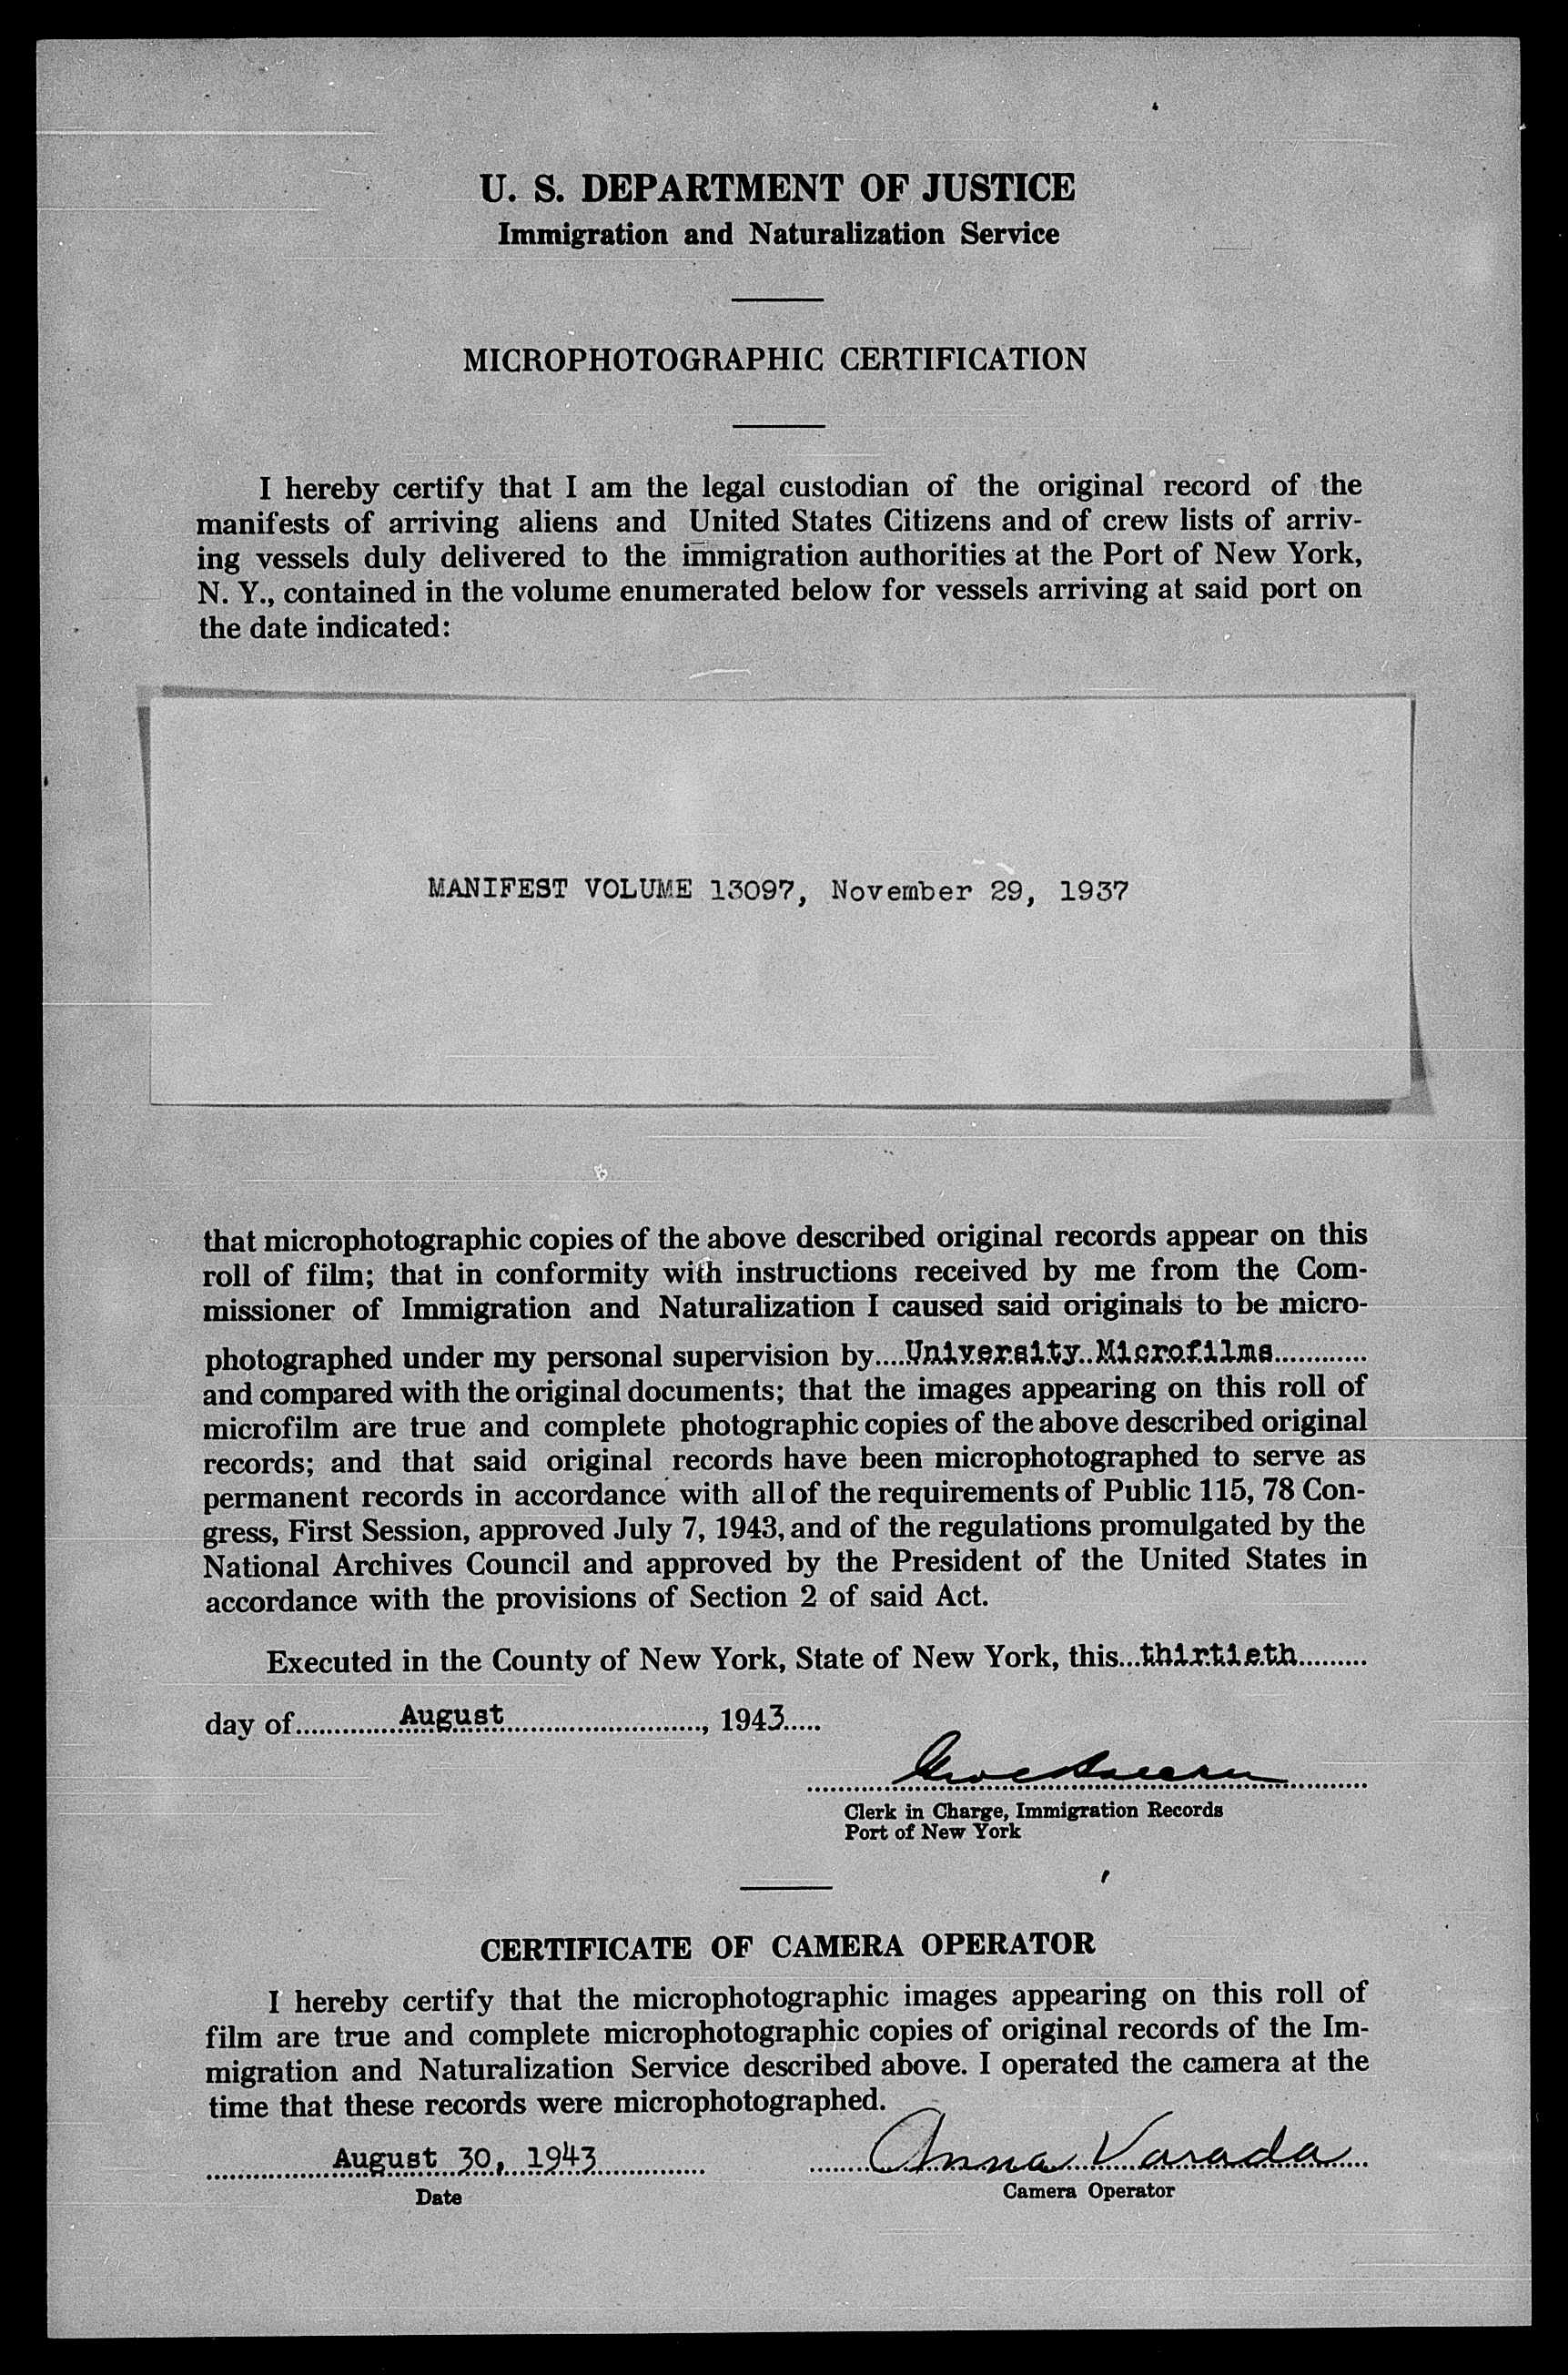 U. S. DEPARTMENT OF JUSTICE
Immigration and Naturalization Service
MICROPHOTOGRAPHIC CERTIFICATION
I hereby certify that I am the legal custodian of the original record of the
manifests of arriving aliens and United States Citizens and of crew lists of arriv-
ing vessels duly delivered to the immigration authorities at the Port of New York,
N. Y., contained in the volume enumerated below for vessels arriving at said port on
the date indicated:
MANIFEST VOLUME 13097, November 29, 1937
that microphotographic copies of the above described original records appear on this
roll of film; that in conformity with instructions received by me from the Com-
missioner of Immigration and Naturalization I caused said originals to be micro-
photographed under my personal supervision by....University Microfilms............
and compared with the original documents; that the images appearing on this roll of
microfilm are true and complete photographic copies of the above described original
records; and that said original records have been microphotographed to serve as
permanent records in accordance with all of the requirements of Public 115, 78 Con-
gress, First Session, approved July 7, 1943, and of the regulations promulgated by the
National Archives Council and approved by the President of the United States in
accordance with the provisions of Section 2 of said Act.
Executed in the County of New York, State of New York, this...thirtieth.........
day of.............August.........................., 1943.....
Clerk in Charge, Immigration Records
Port of New York
CERTIFICATE OF CAMERA OPERATOR
I hereby certify that the microphotographic images appearing on this roll of
film are true and complete microphotographic copies of original records of the Im-
migration and Naturalization Service described above. I operated the camera at the
time that these records were microphotographed.
August 30, 1943 Anna Varada
Date Camera Operator